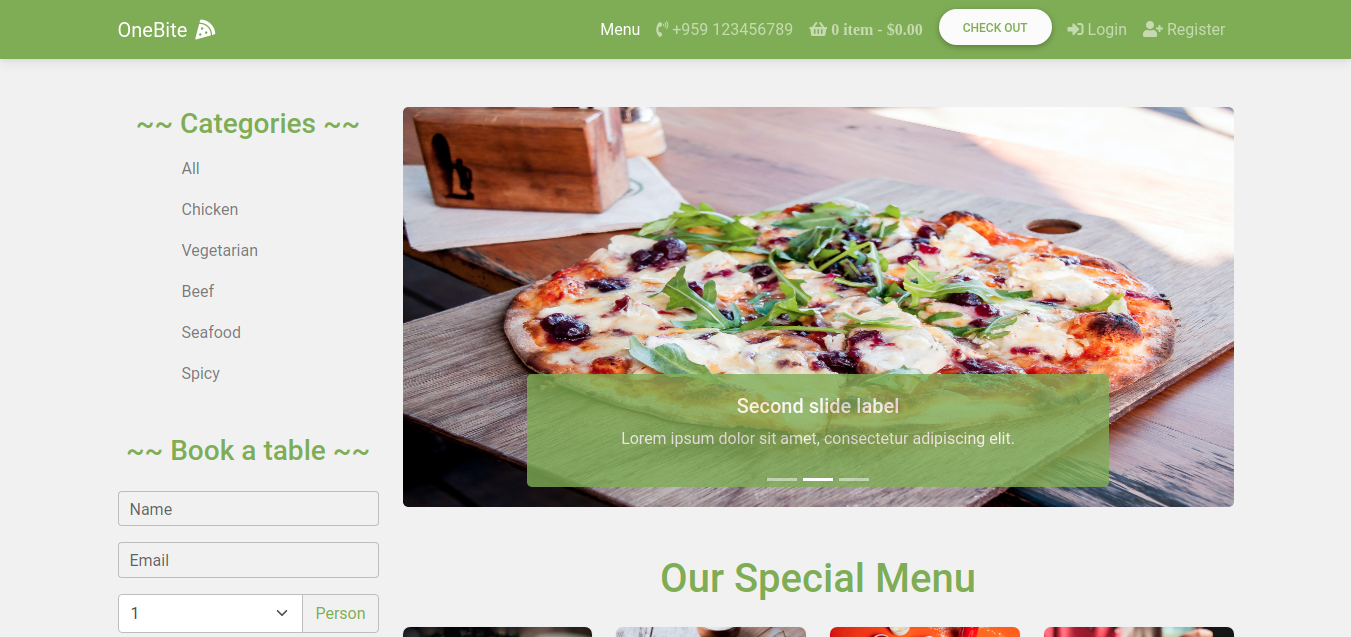 OneBite
Menu
+959 123456789
0 item - $0.00
CHECK OUT
Login
Register
~~ Categories ~~
All
Chicken
Vegetarian
Beef
Seafood
Spicy
~~ Book a table ~~
Name
Email
1
Person
Second slide label
Lorem ipsum dolor sit amet, consectetur adipiscing elit.
Our Special Menu